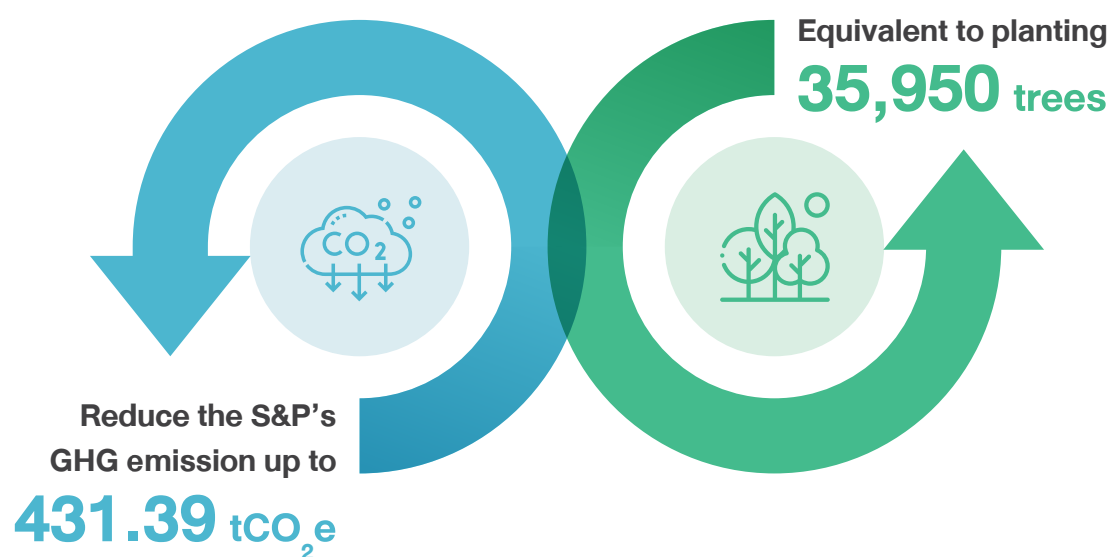 Equivalent to planting
35,950 trees
CO₂
Reduce the S&P’s
GHG emission up to
431.39 tCO₂e